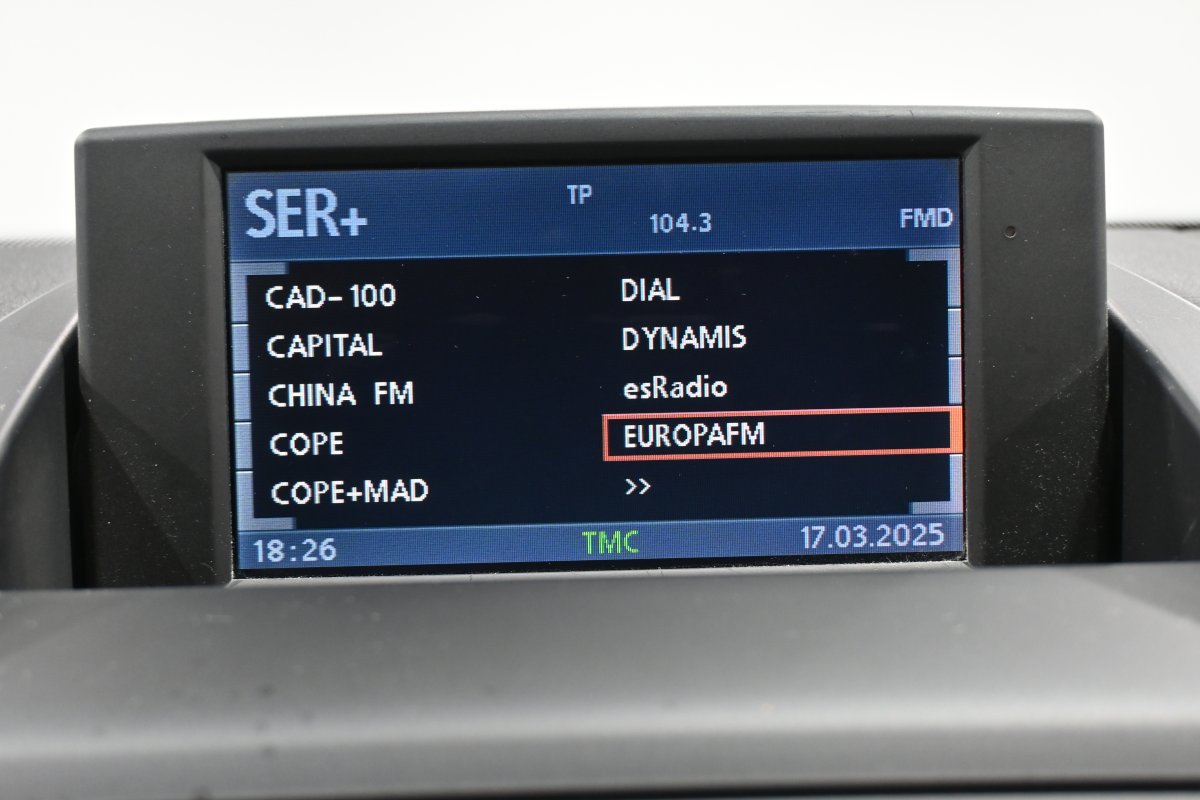 SER+
TP
104.3
FMD
CAD-100
CAPITAL
CHINA FM
COPE
COPE+MAD
DIAL
DYNAMIS
esRadio
EUROPAFM
>>
18:26
TMC
17.03.2025